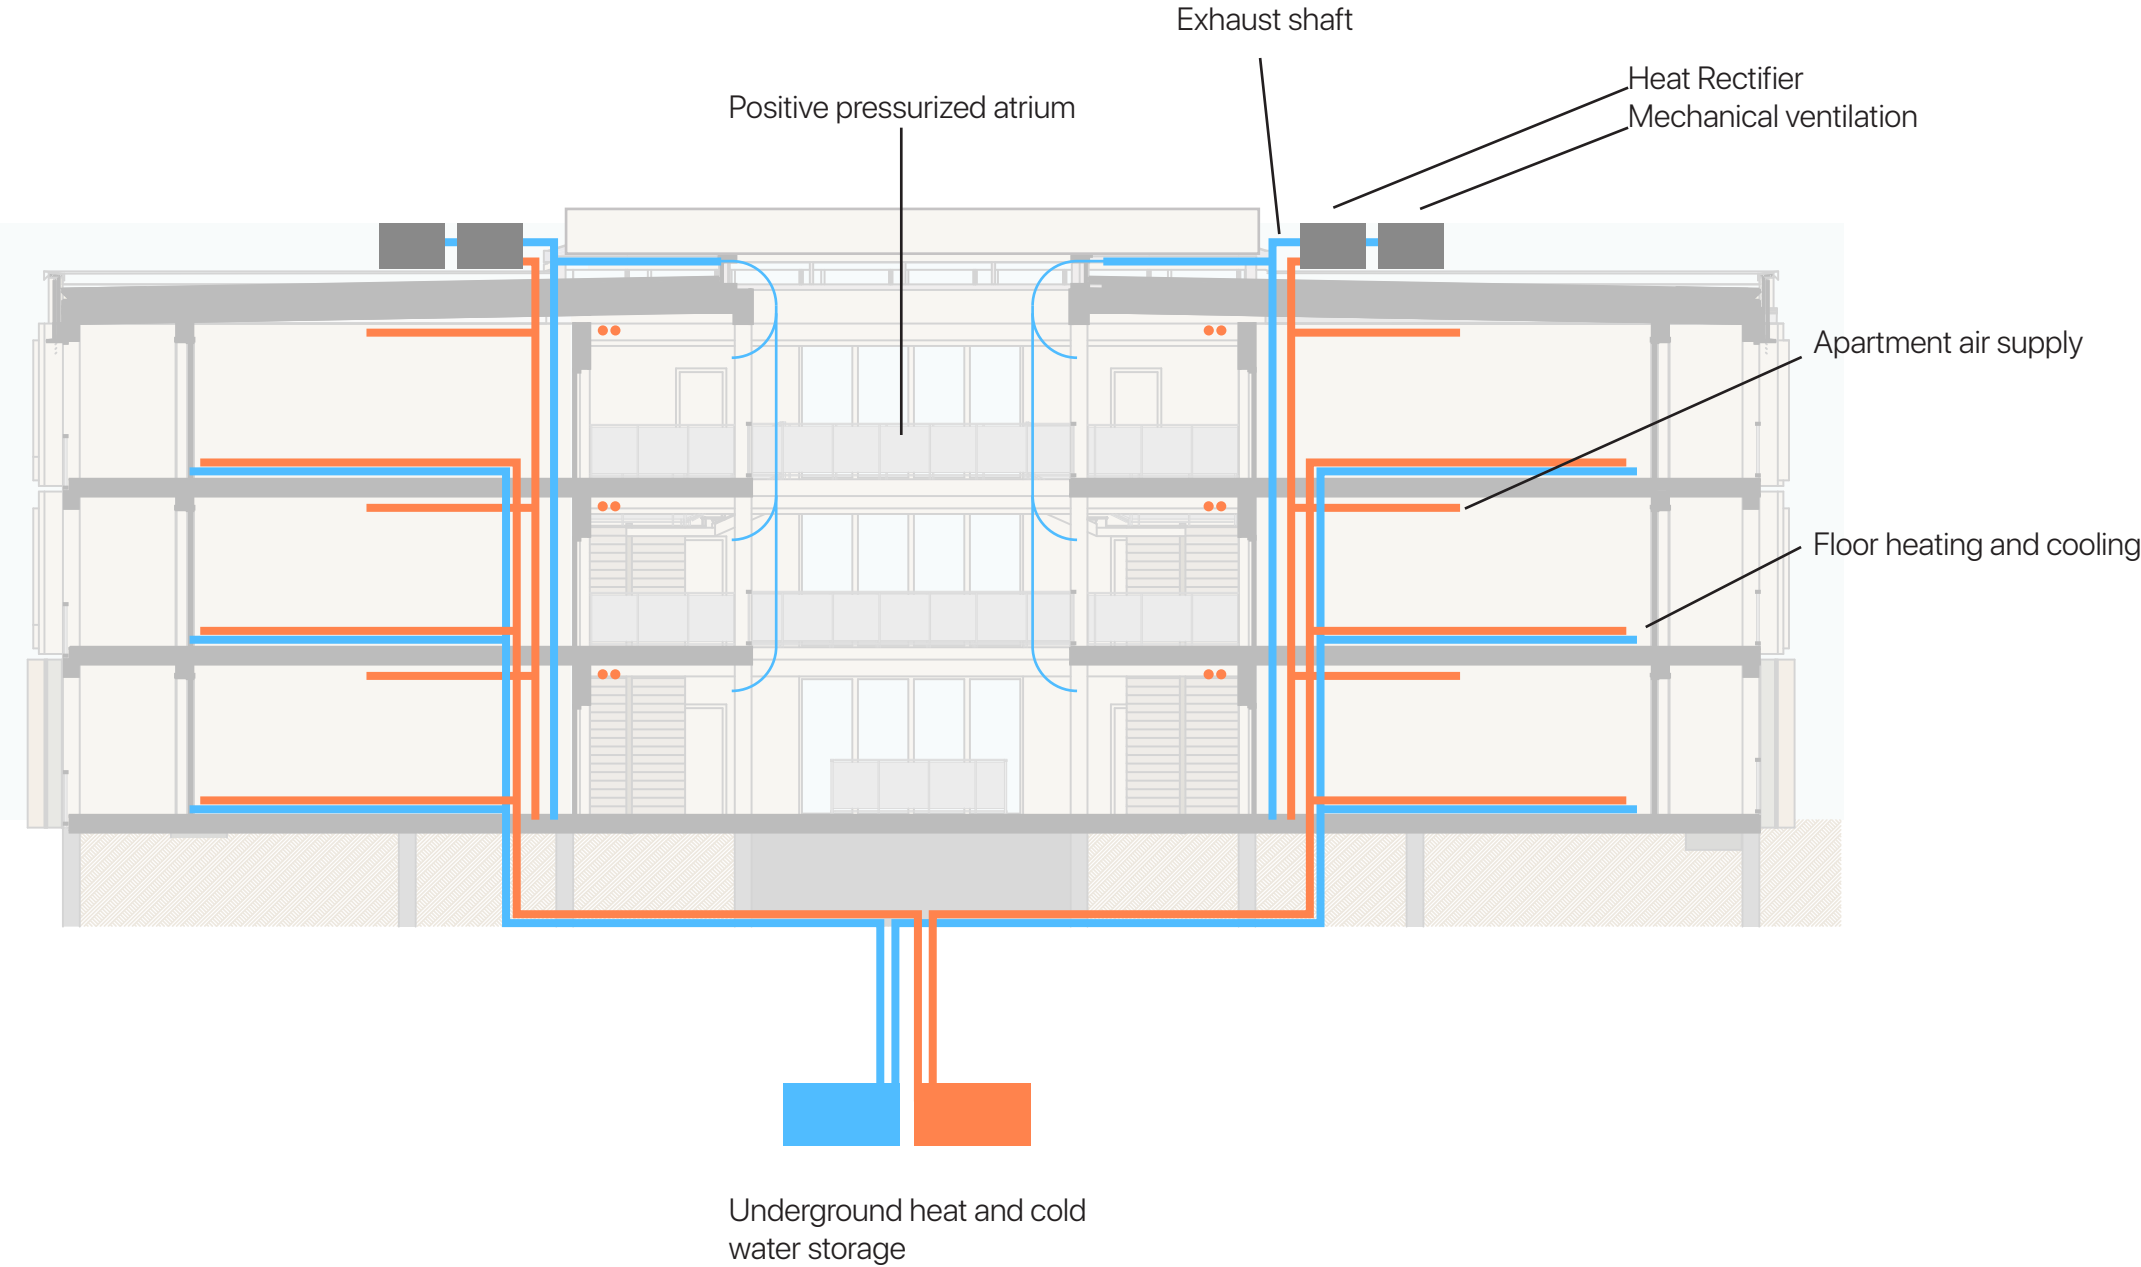 Exhaust shaft
Heat Rectifier
Positive pressurized atrium
Mechanical ventilation
Apartment air supply
Floor heating and cooling
Underground heat and cold
water storage